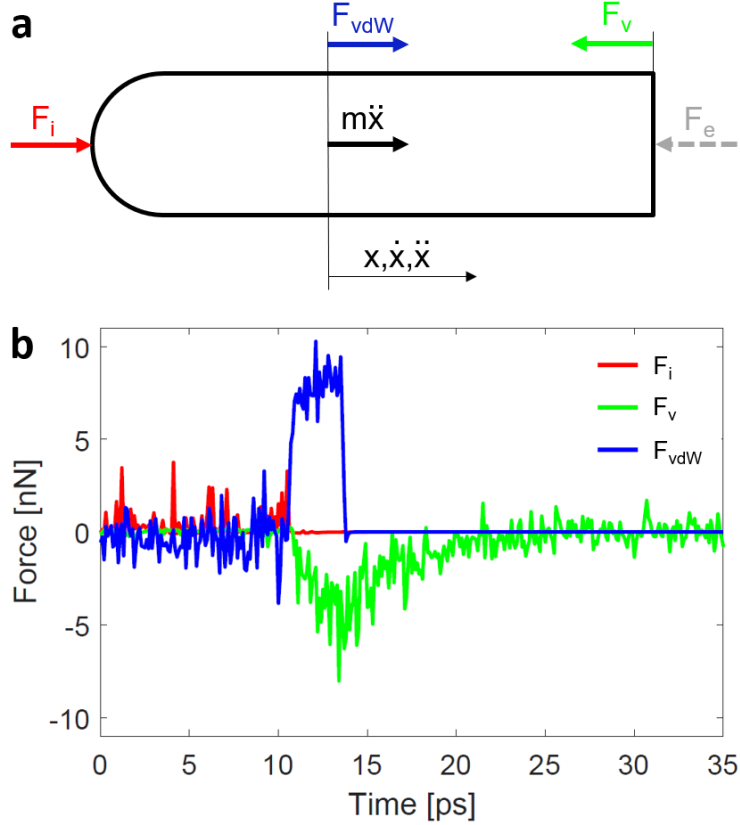 a
F_vdW
F_v
F_i
mẍ
F_e
x,ẋ,ẍ
b
10
5
0
-5
-10
Force [nN]
F_i
F_v
F_vdW
0 5 10 15 20 25 30 35
Time [ps]